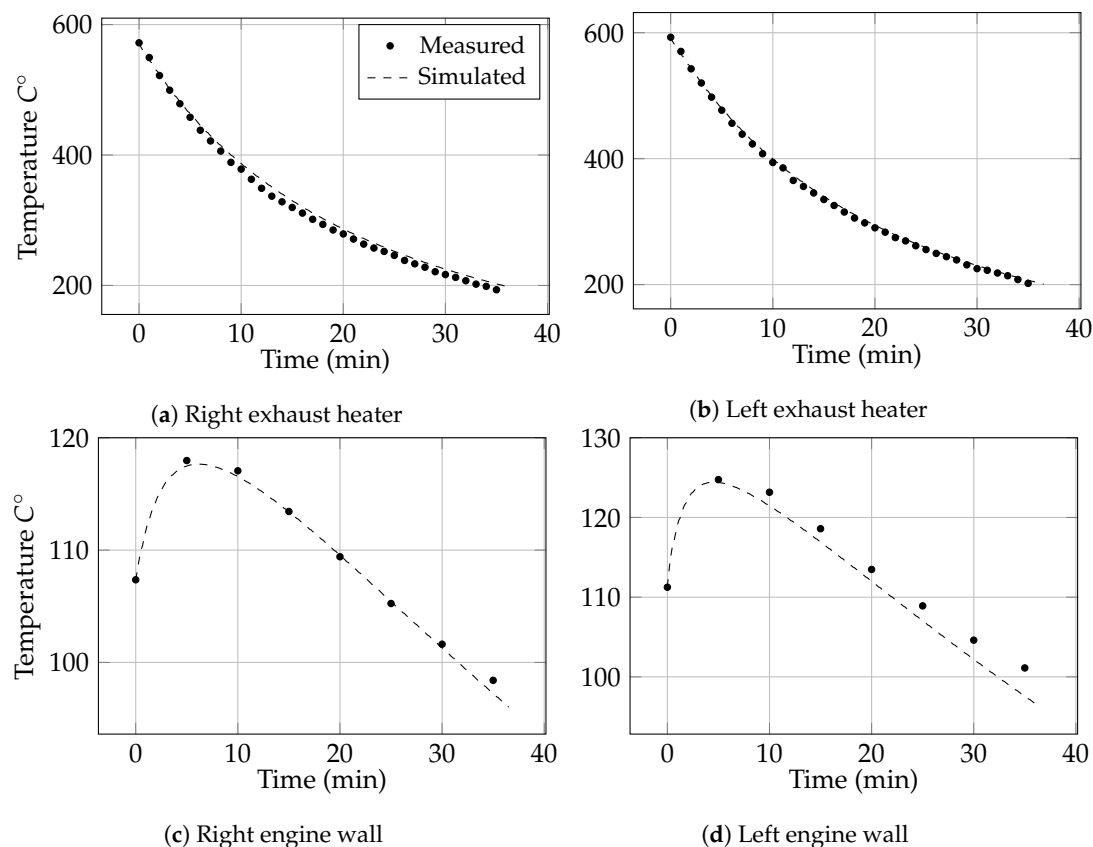 600
400
200
Temperature C°
Measured
Simulated
0 10 20 30 40
Time (min)
(a) Right exhaust heater
600
400
200
0 10 20 30 40
Time (min)
(b) Left exhaust heater
120
110
100
Temperature C°
0 10 20 30 40
Time (min)
(c) Right engine wall
130
120
110
100
0 10 20 30 40
Time (min)
(d) Left engine wall